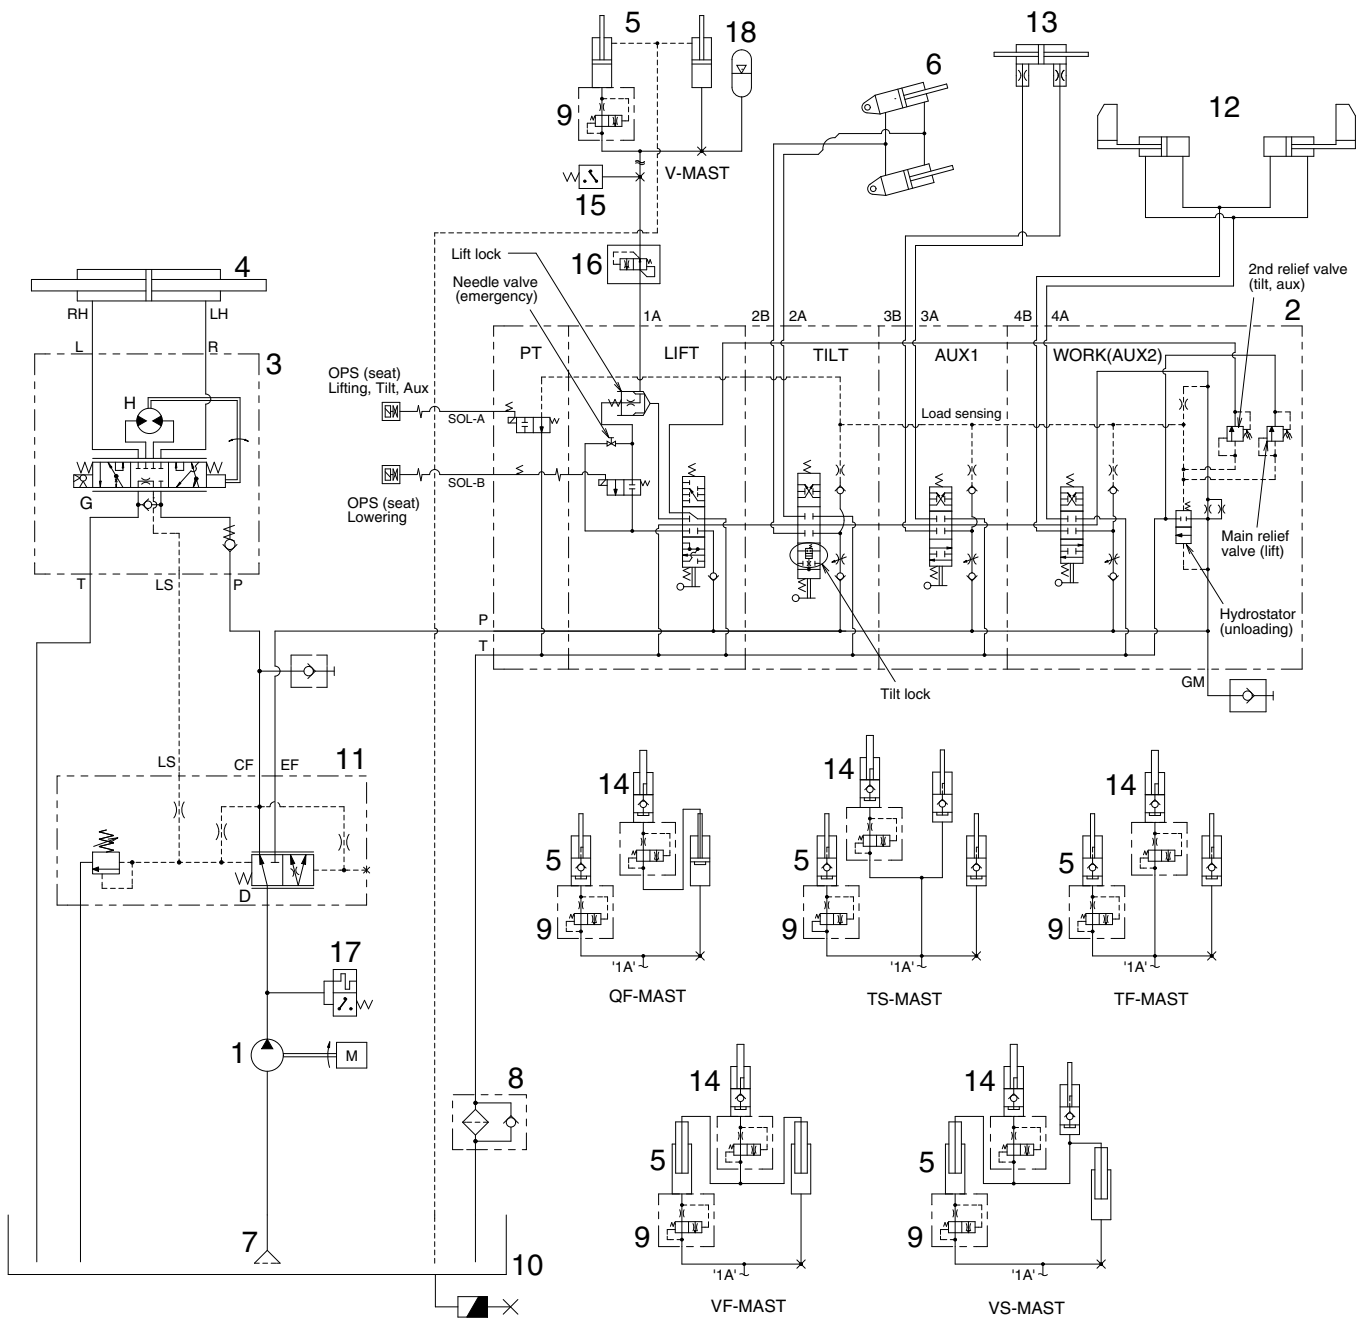 5
18
13
6
12
9
V-MAST
15
16
Lift lock
Needle valve
(emergency)
4
RH
LH
L
R
3
H
G
T
LS
P
1A
2B
2A
3B
3A
4B
4A
2nd relief valve
(tilt, aux)
2
PT
LIFT
TILT
AUX1
WORK(AUX2)
OPS (seat)
Lifting, Tilt, Aux
SOL-A
Load sensing
SOL-B
OPS (seat)
Lowering
Main relief
valve (lift)
Hydrostator
(unloading)
P
T
Tilt lock
GM
LS
CF
EF
11
D
17
1
M
8
7
10
14
5
9
'1A'
QF-MAST
14
5
9
'1A'
TS-MAST
14
5
9
'1A'
TF-MAST
14
5
9
'1A'
VF-MAST
14
5
9
'1A'
VS-MAST